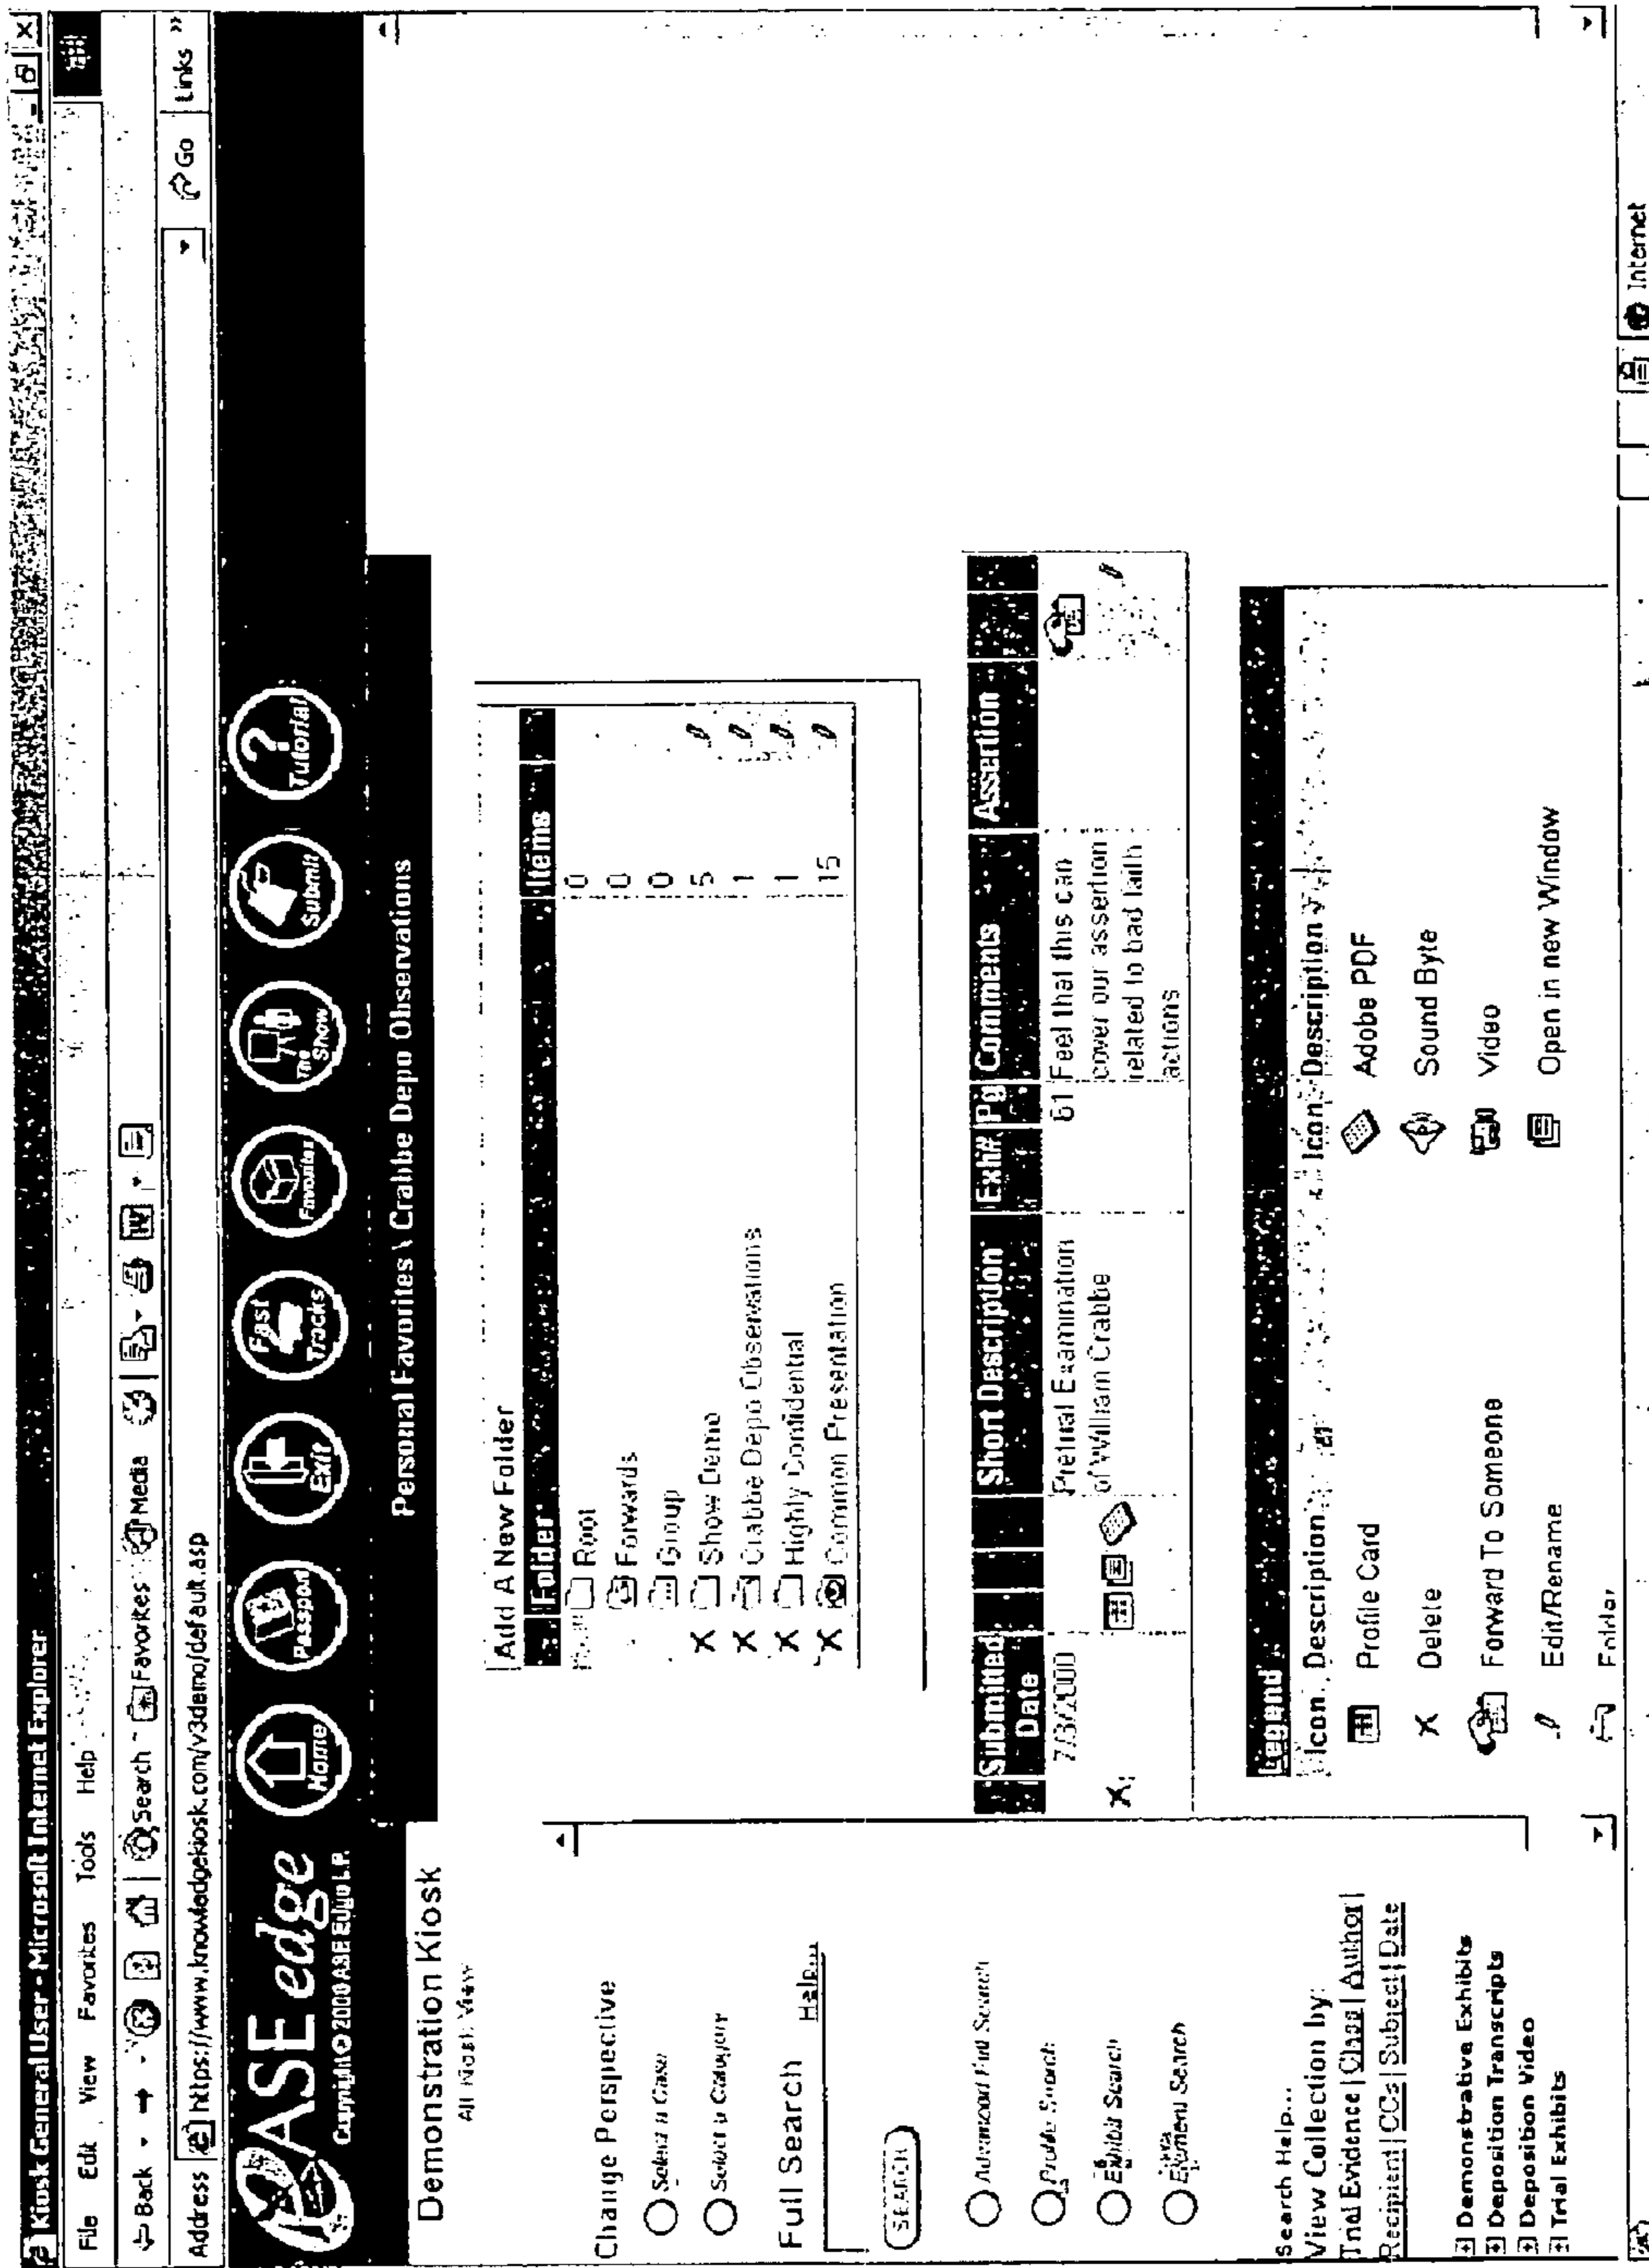 Kiosk General User - Microsoft Internet Explorer
File Edit View Favorites Tools Help
Back Search Favorites Media
Address https://www.knowledgekiosk.com/v3demo/default.asp Go Links »
CASE edge
Copyright © 2000 ASE Edge L.P.
Home Passport Exit Fast Tracks Favorites The Show Submit ? Tutorial
Demonstration Kiosk
All Kiosk View
Change Perspective
Select a Case
Select a Category
Full Search Help...
SEARCH
Advanced Full Search
Profile Search
Exhibit Search
Element Search
Search Help...
View Collection by:
Trial Evidence | Class | Author |
Recipient | CCs | Subject | Date
Demonstrative Exhibits
Deposition Transcripts
Deposition Video
Trial Exhibits
Personal Favorites \ Crabbe Depo Observations
Add A New Folder
Folder Items
Root 0
Forwards 0
Group 0
X Show Demo 5
X Crabbe Depo Observations 1
X Highly Confidential 1
X Common Presentation 15
Submitted Date Short Description Exh# Pg Comments Assertion
X 7/3/2000 Pretrial Examination of William Crabbe 61 Feel that this can
cover our assertion
related to bad faith
actions
Legend
Icon Description Icon Description
Profile Card Adobe PDF
X Delete Sound Byte
Forward To Someone Video
Edit/Rename Open in new Window
Folder
Internet